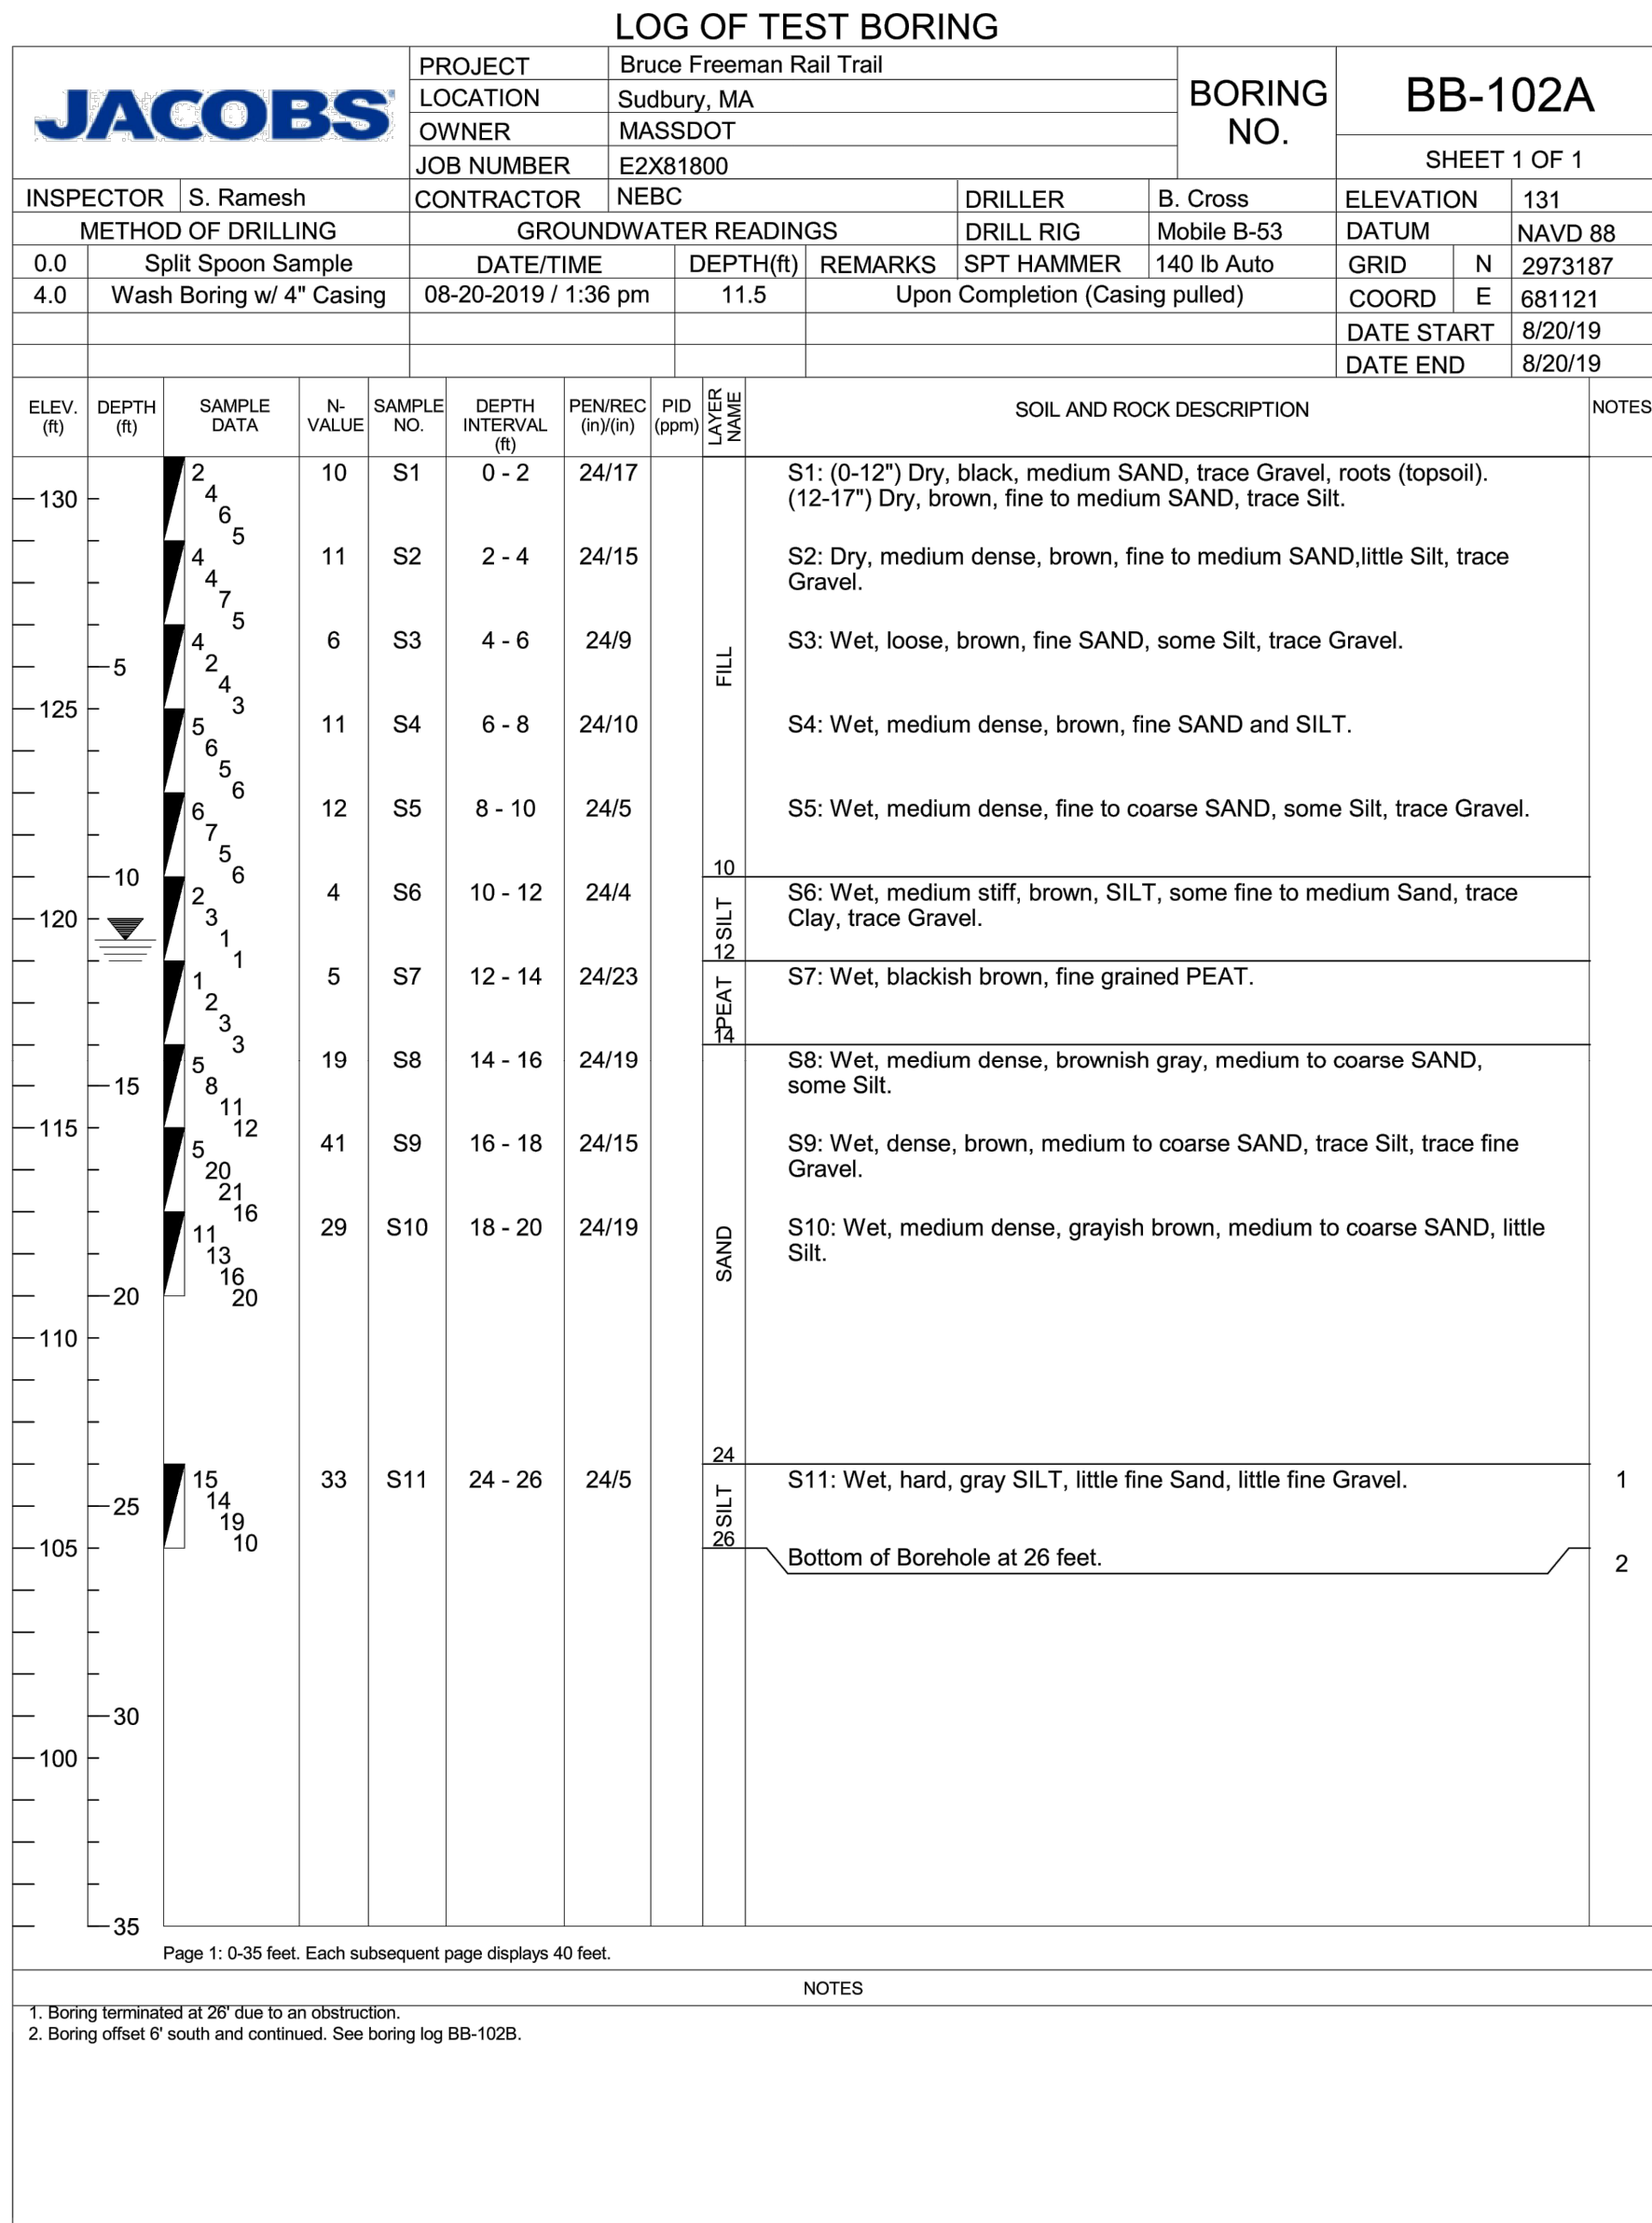 LOG OF TEST BORING
JACOBS
PROJECT Bruce Freeman Rail Trail
LOCATION Sudbury, MA
OWNER MASSDOT
JOB NUMBER E2X81800
BORING NO.
BB-102A
SHEET 1 OF 1
INSPECTOR S. Ramesh CONTRACTOR NEBC DRILLER B. Cross ELEVATION 131
METHOD OF DRILLING GROUNDWATER READINGS DRILL RIG Mobile B-53 DATUM NAVD 88
0.0 Split Spoon Sample DATE/TIME DEPTH(ft) REMARKS SPT HAMMER 140 lb Auto GRID N 2973187
4.0 Wash Boring w/ 4" Casing 08-20-2019 / 1:36 pm 11.5 Upon Completion (Casing pulled) COORD E 681121
DATE START 8/20/19
DATE END 8/20/19
ELEV. (ft) DEPTH (ft) SAMPLE DATA N-VALUE SAMPLE NO. DEPTH INTERVAL (ft) PEN/REC (in)/(in) PID (ppm) LAYER NAME SOIL AND ROCK DESCRIPTION NOTES
2 10 S1 0 - 2 24/17 S1: (0-12") Dry, black, medium SAND, trace Gravel, roots (topsoil).
130 4 (12-17") Dry, brown, fine to medium SAND, trace Silt.
6
5
4 11 S2 2 - 4 24/15 S2: Dry, medium dense, brown, fine to medium SAND,little Silt, trace
4 Gravel.
7
5
4 6 S3 4 - 6 24/9 S3: Wet, loose, brown, fine SAND, some Silt, trace Gravel.
5 2 FILL
4
125 3
5 11 S4 6 - 8 24/10 S4: Wet, medium dense, brown, fine SAND and SILT.
6
5
6
6 12 S5 8 - 10 24/5 S5: Wet, medium dense, fine to coarse SAND, some Silt, trace Gravel.
7
5
10 6 10
2 4 S6 10 - 12 24/4 S6: Wet, medium stiff, brown, SILT, some fine to medium Sand, trace
120 3 SILT Clay, trace Gravel.
1
1 12
1 5 S7 12 - 14 24/23 S7: Wet, blackish brown, fine grained PEAT.
2 PEAT
3
3 14
5 19 S8 14 - 16 24/19 S8: Wet, medium dense, brownish gray, medium to coarse SAND,
15 8 some Silt.
11
115 12
5 41 S9 16 - 18 24/15 S9: Wet, dense, brown, medium to coarse SAND, trace Silt, trace fine
20 Gravel.
21
16
11 29 S10 18 - 20 24/19 S10: Wet, medium dense, grayish brown, medium to coarse SAND, little
13 SAND Silt.
16
20 20
110
24
15 33 S11 24 - 26 24/5 S11: Wet, hard, gray SILT, little fine Sand, little fine Gravel. 1
25 14 SILT
19
105 10 26
Bottom of Borehole at 26 feet. 2
30
100
35
Page 1: 0-35 feet. Each subsequent page displays 40 feet.
NOTES
1. Boring terminated at 26' due to an obstruction.
2. Boring offset 6' south and continued. See boring log BB-102B.